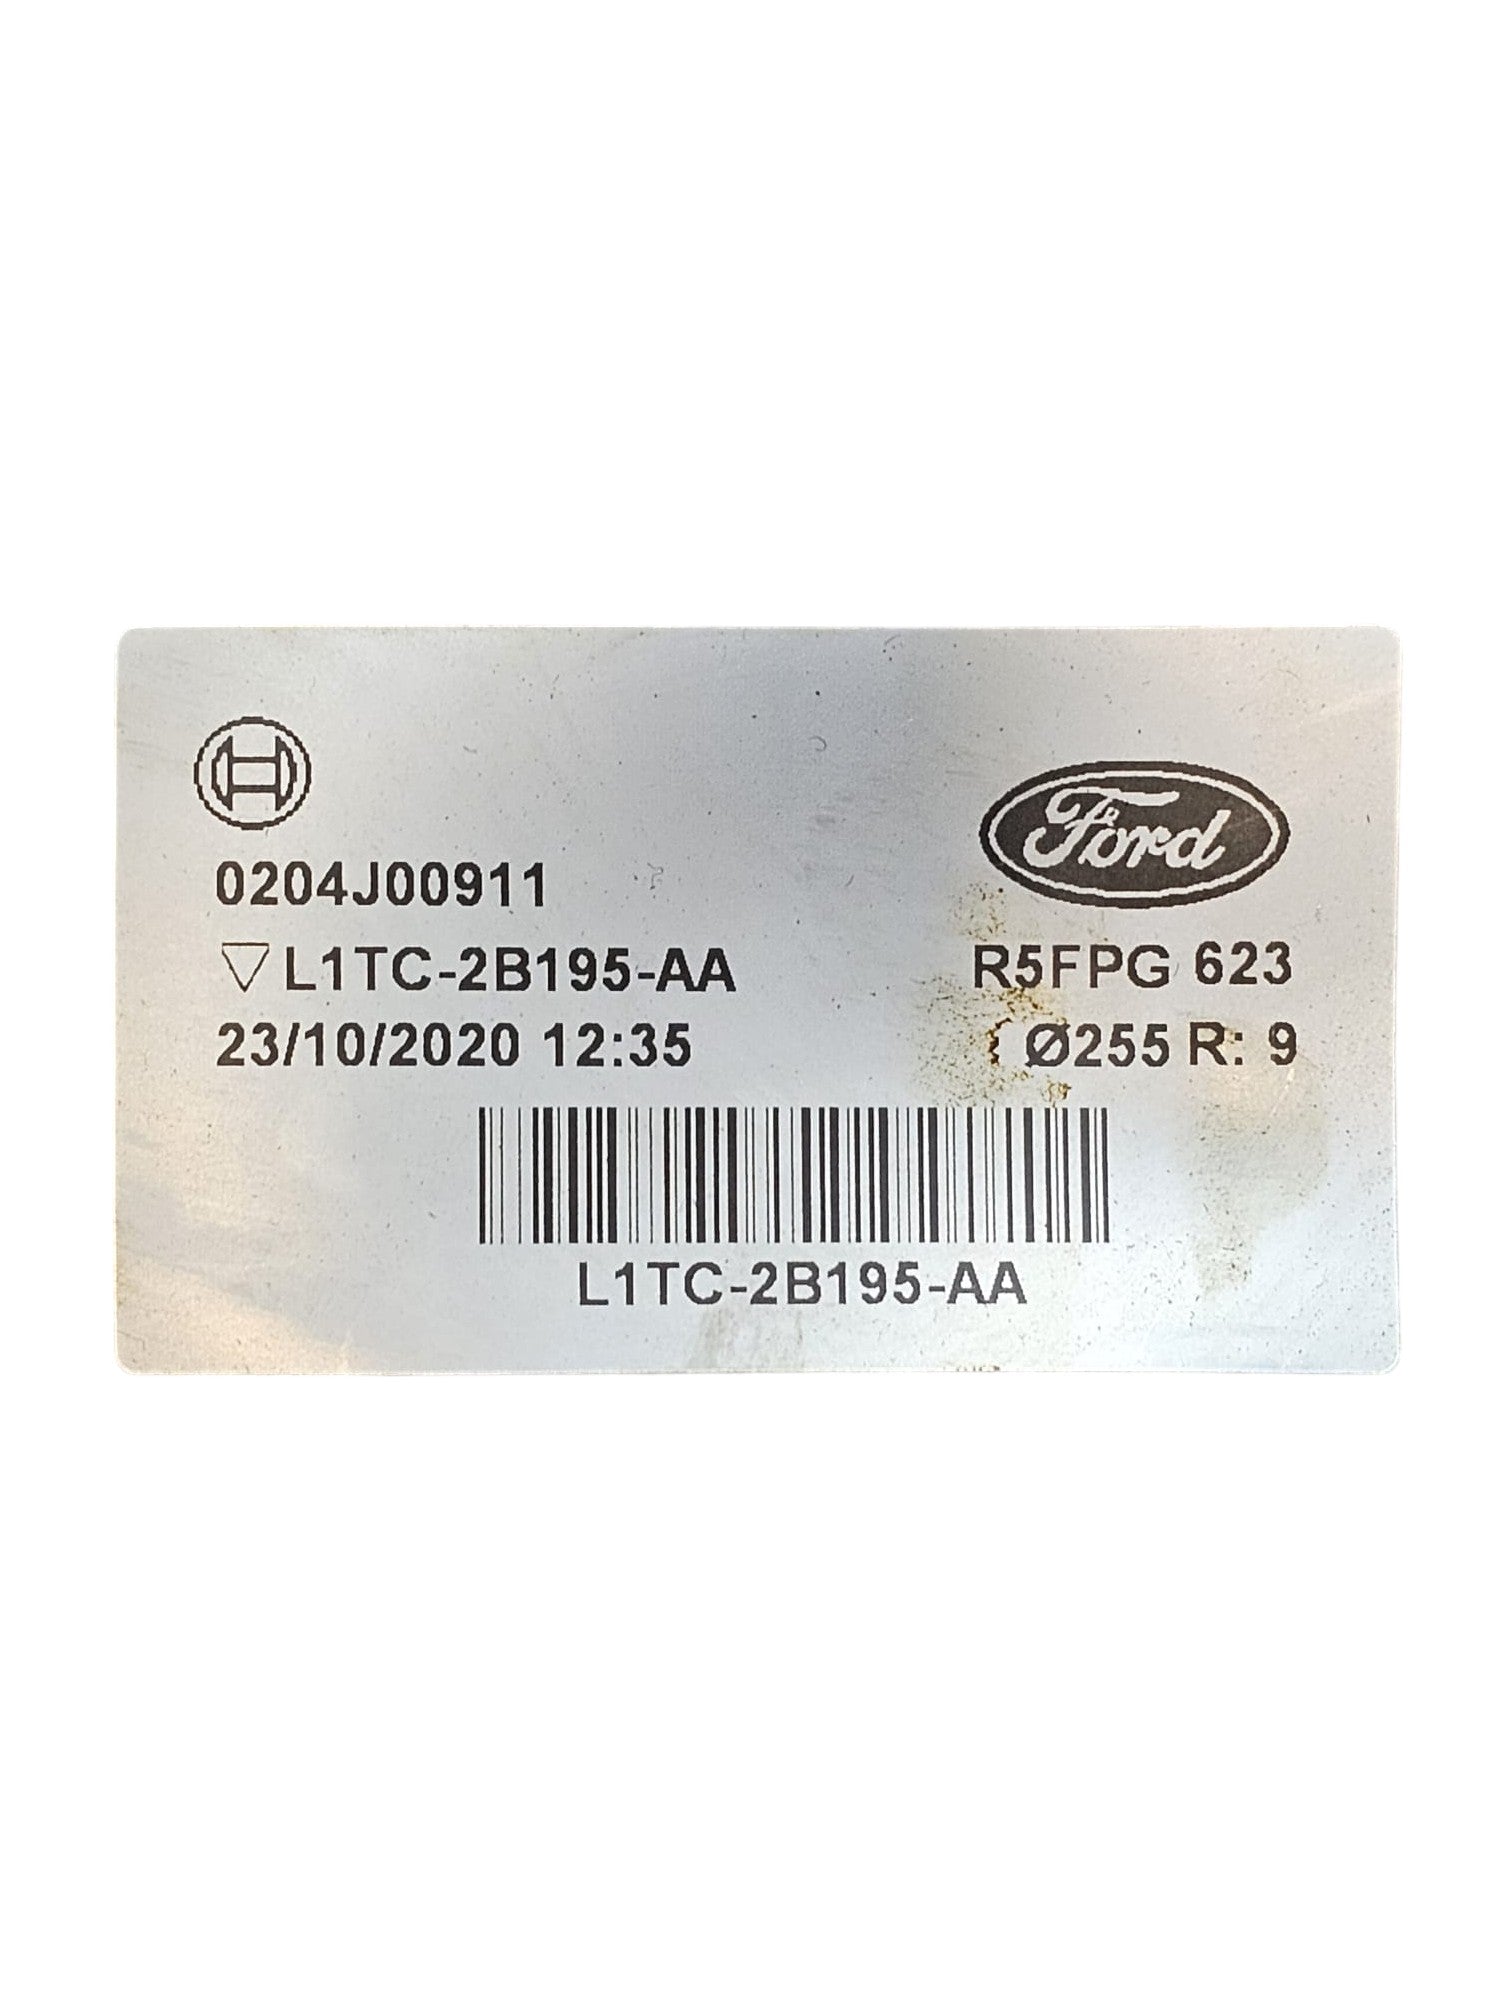 Ford
0204J00911
▽L1TC-2B195-AA R5FPG 623
23/10/2020 12:35 Ø255 R: 9
L1TC-2B195-AA